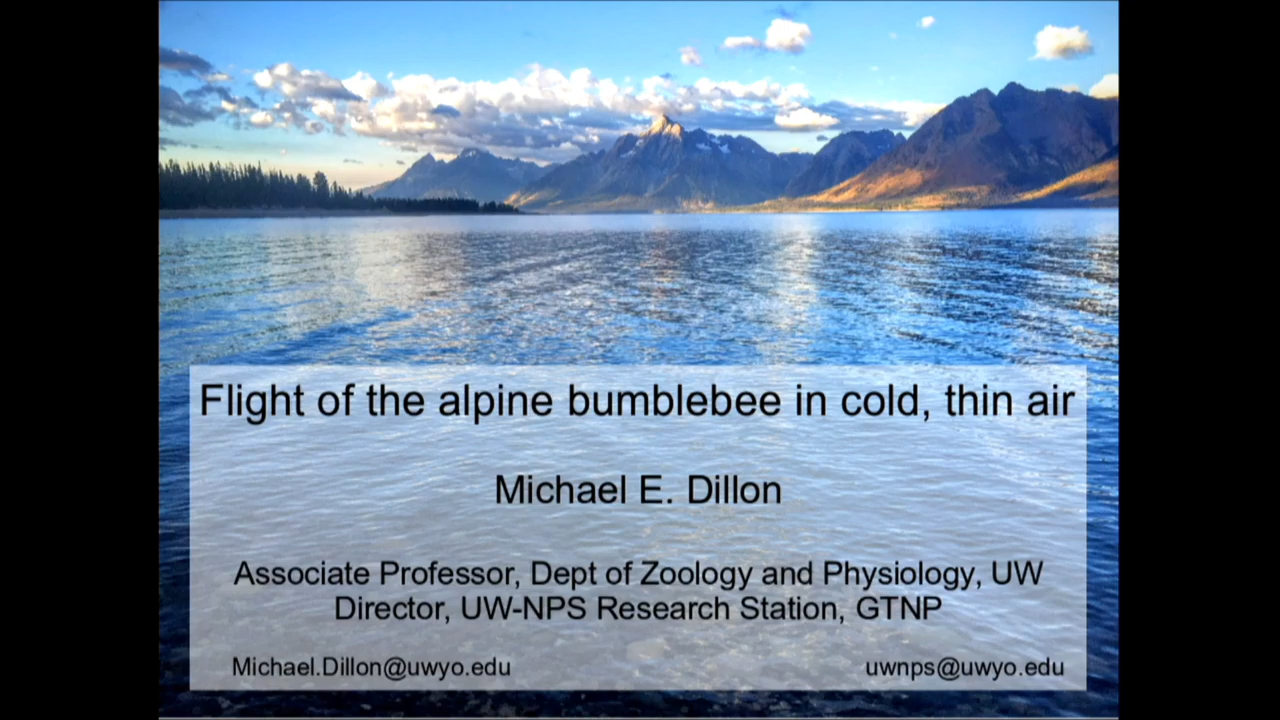 Flight of the alpine bumblebee in cold, thin air
Michael E. Dillon
Associate Professor, Dept of Zoology and Physiology, UW
Director, UW-NPS Research Station, GTNP
Michael.Dillon@uwyo.edu
uwnps@uwyo.edu